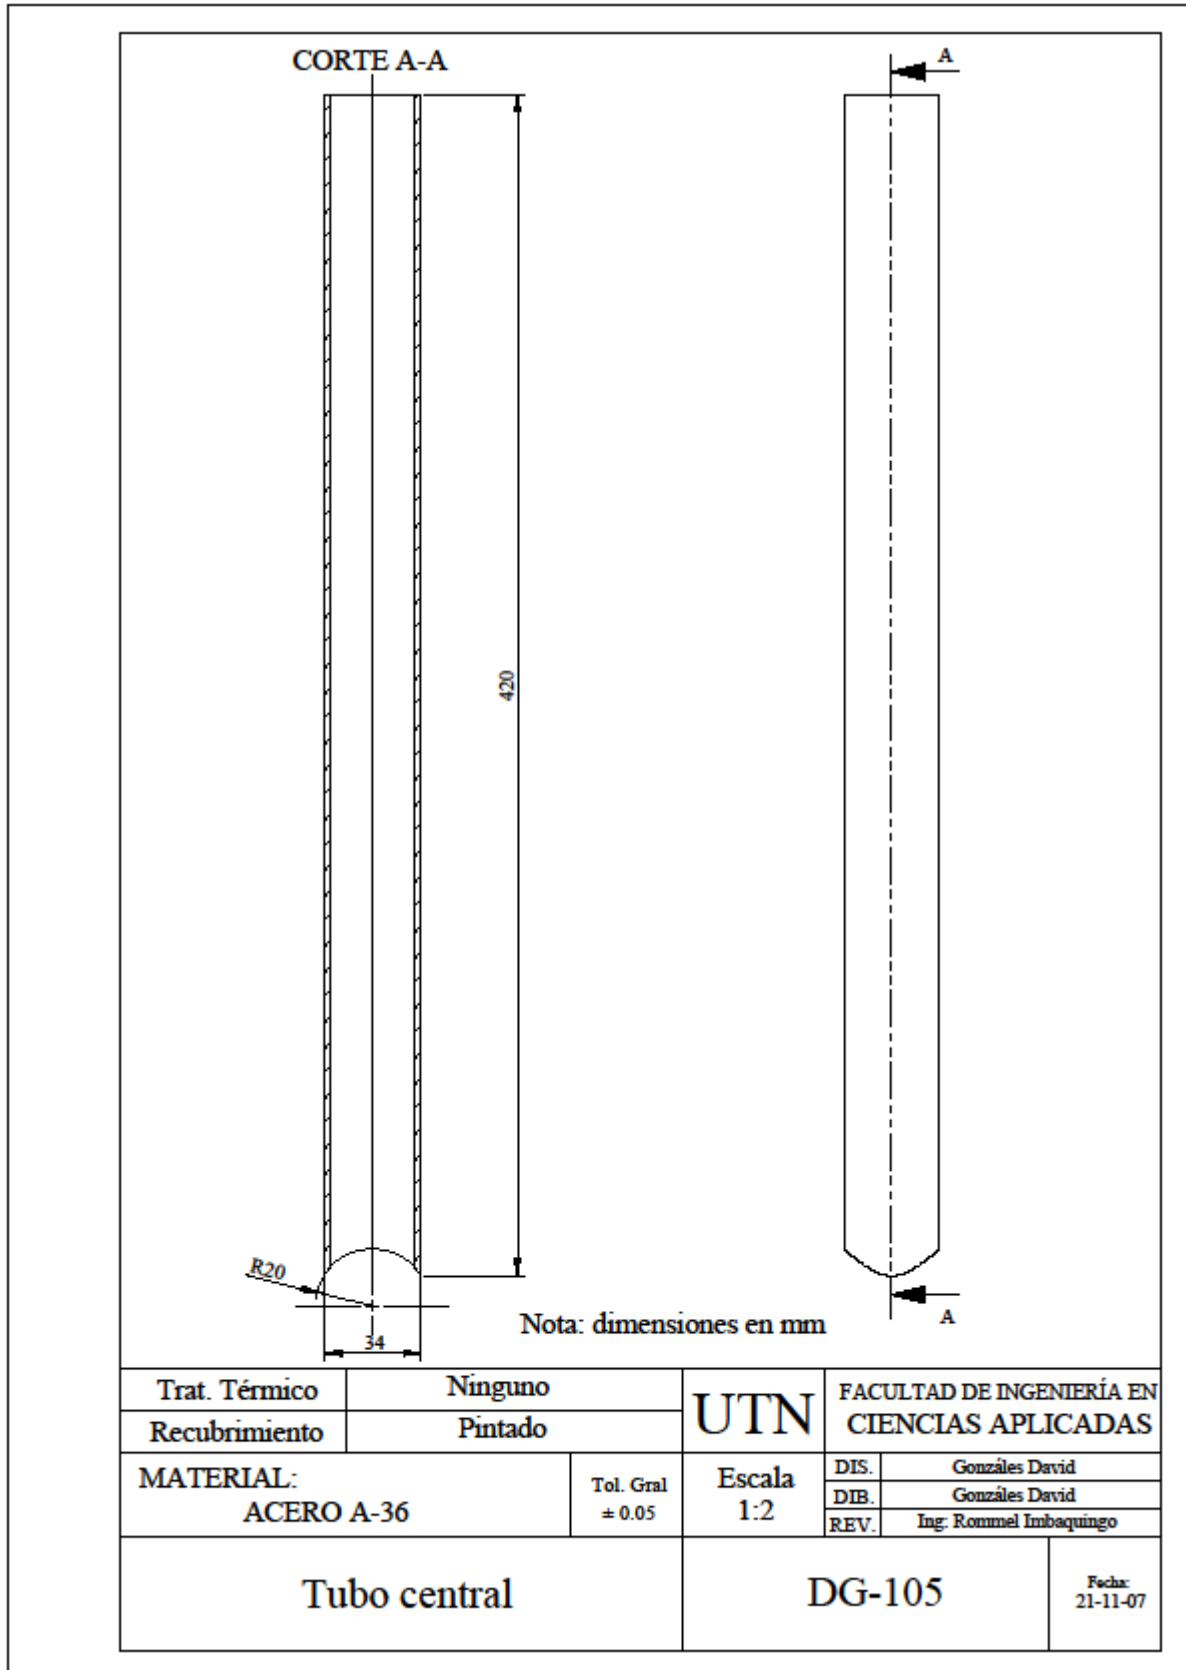 CORTE A-A
A
420
R20
34
A
Nota: dimensiones en mm
Trat. Térmico
Ninguno
Recubrimiento
Pintado
UTN
FACULTAD DE INGENIERÍA EN
CIENCIAS APLICADAS
MATERIAL:
ACERO A-36
Tol. Gral
± 0.05
Escala
1:2
DIS.
Gonzáles David
DIB.
Gonzáles David
REV.
Ing: Rommel Imbaquingo
Tubo central
DG-105
Fecha:
21-11-07